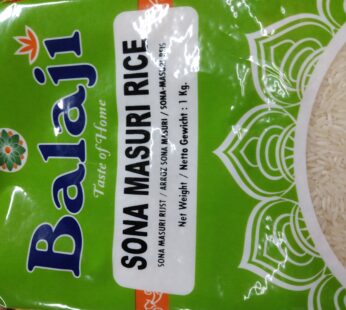 Balaji
Taste of Home
SONA MASURI RICE
SONA MASURI RIJST / ARROZ SONA MASURI / SONA-MASURI REIS
Net Weight / Netto Gewicht : 1 Kg.